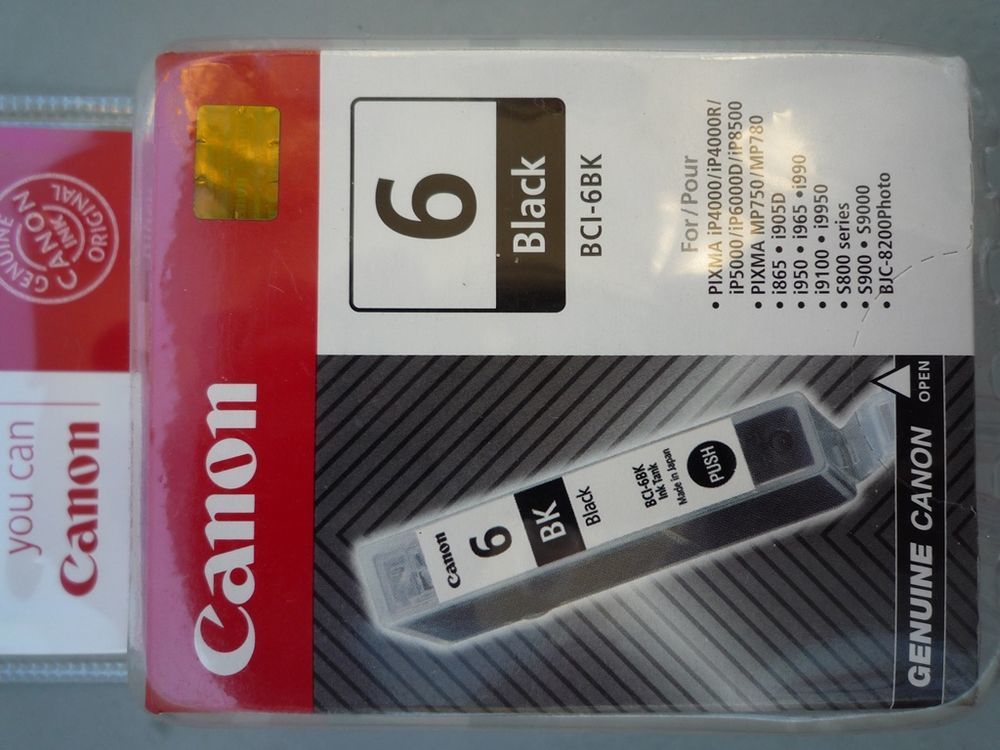 GENUINE
CANON
INK
ORIGINAL
you can
Canon
Canon
6
Black
BCI-6BK
For/Pour
• PIXMA iP4000/iP4000R/
iP5000/iP6000D/iP8500
• PIXMA MP750/MP780
• i865 • i905D
• i950 • i965 • i990
• i9100 • i9950
• S800 series
• S900 • S9000
• BJC-8200Photo
Canon
6
BK
Black
BCI-6BK
Ink Tank
Made in Japan
PUSH
GENUINE CANON
OPEN